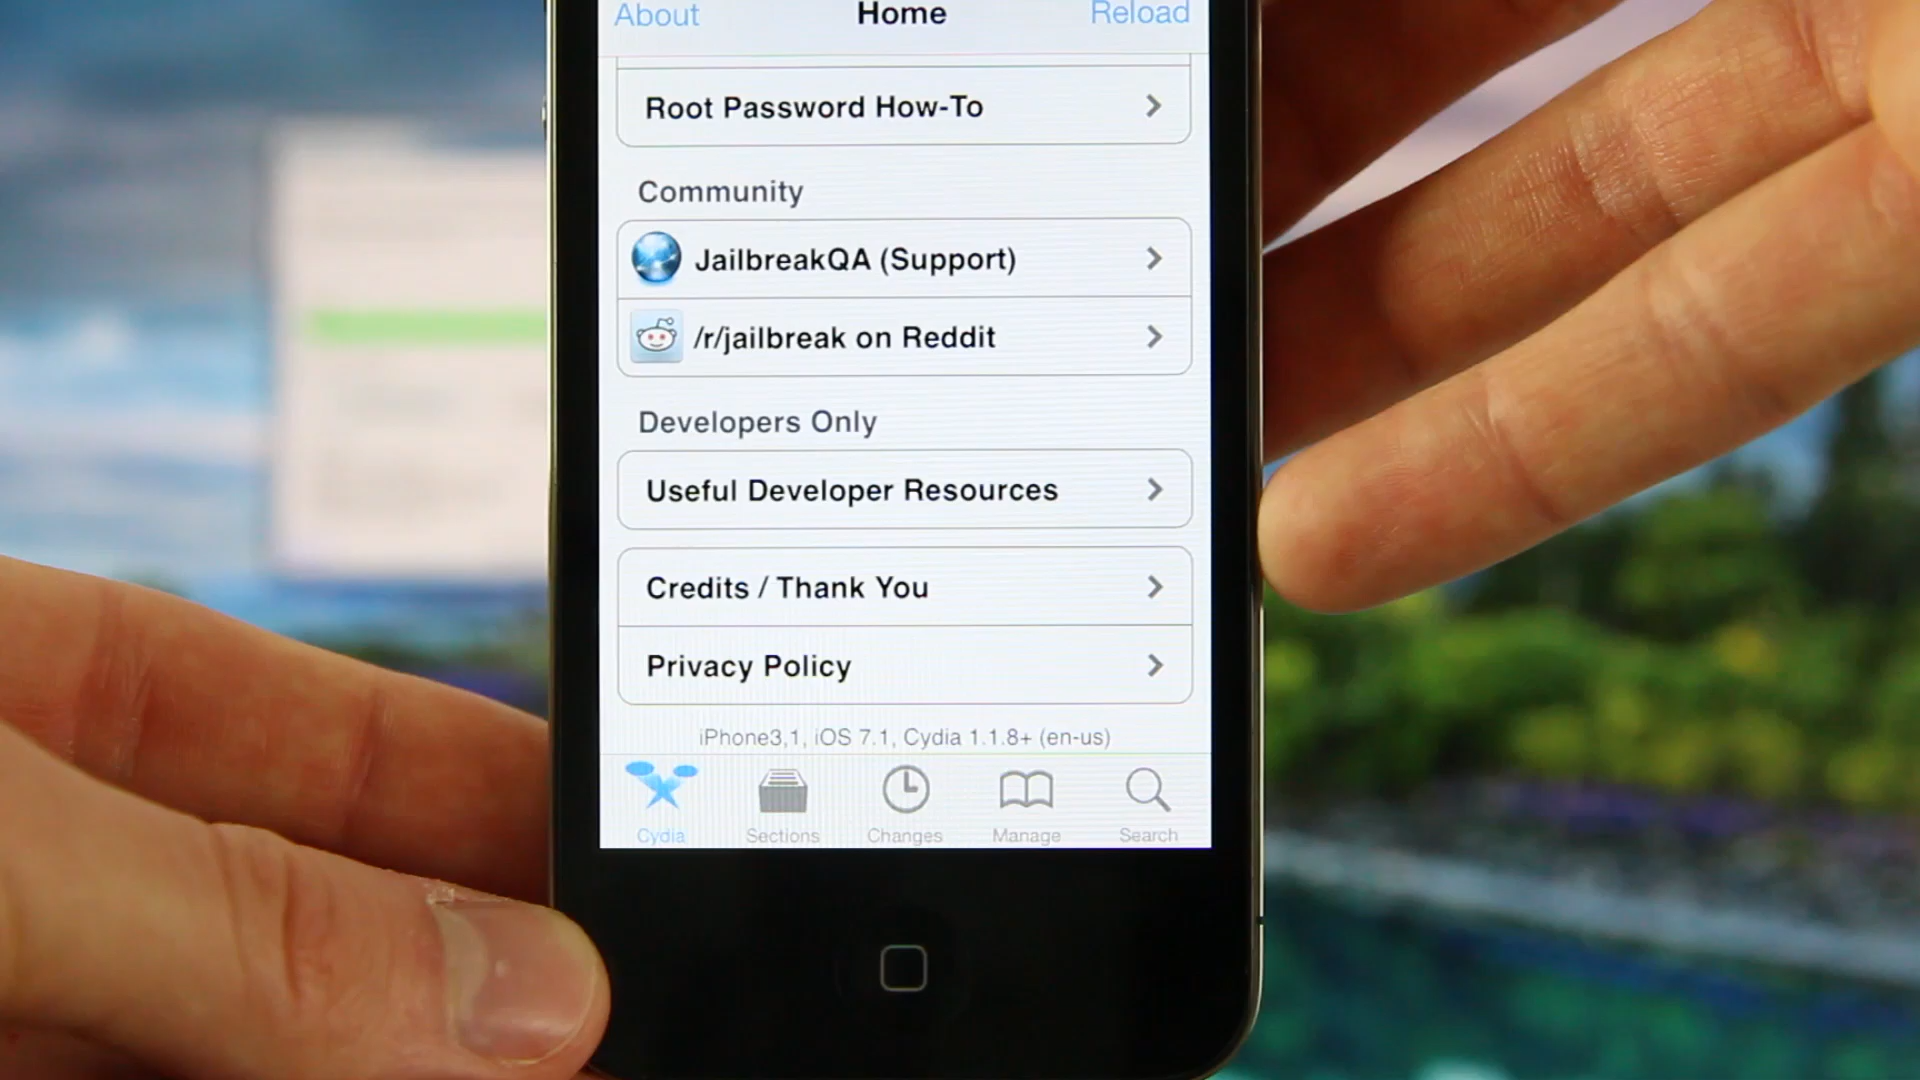 About Home Reload
Root Password How-To
Community
JailbreakQA (Support)
/r/jailbreak on Reddit
Developers Only
Useful Developer Resources
Credits / Thank You
Privacy Policy
iPhone3,1, iOS 7.1, Cydia 1.1.8+ (en-us)
Cydia Sections Changes Manage Search